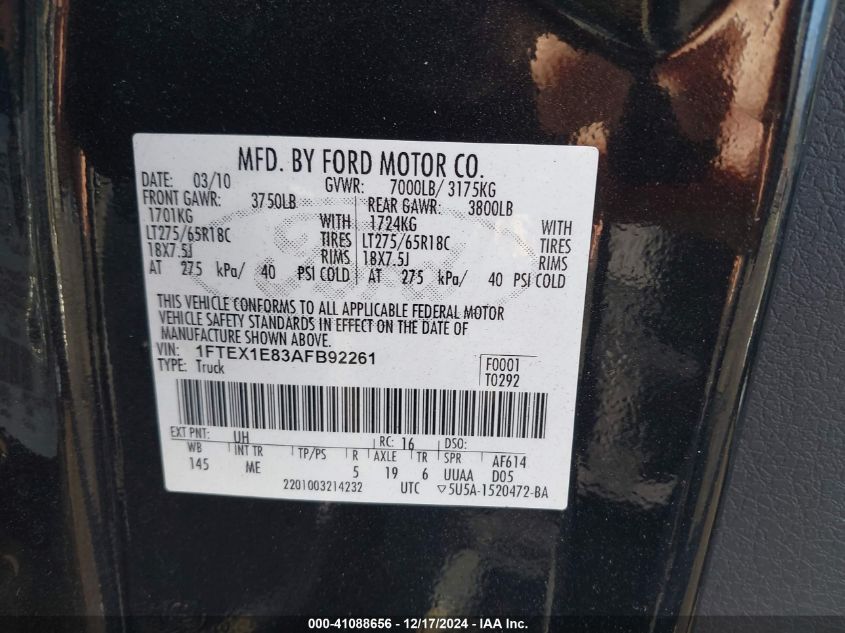 MFD. BY FORD MOTOR CO.
DATE: 03/10 GVWR: 7000LB/ 3175KG
FRONT GAWR: 3750LB REAR GAWR: 3800LB
1701KG WITH 1724KG WITH
LT275/65R18C TIRES LT275/65R18C TIRES
18X7.5J RIMS 18X7.5J RIMS
AT 275 kPa/ 40 PSI COLD AT 275 kPa/ 40 PSI COLD
THIS VEHICLE CONFORMS TO ALL APPLICABLE FEDERAL MOTOR
VEHICLE SAFETY STANDARDS IN EFFECT ON THE DATE OF
MANUFACTURE SHOWN ABOVE.
VIN: 1FTEX1E83AFB92261 F0001
TYPE: Truck T0292
EXT PNT: UH RC: 16 DSO:
WB INT TR TP/PS R AXLE TR SPR AF614
145 ME 5 19 6 UUAA D05
2201003214232 UTC ▽5U5A-1520472-BA
000-41088656 - 12/17/2024 - IAA Inc.